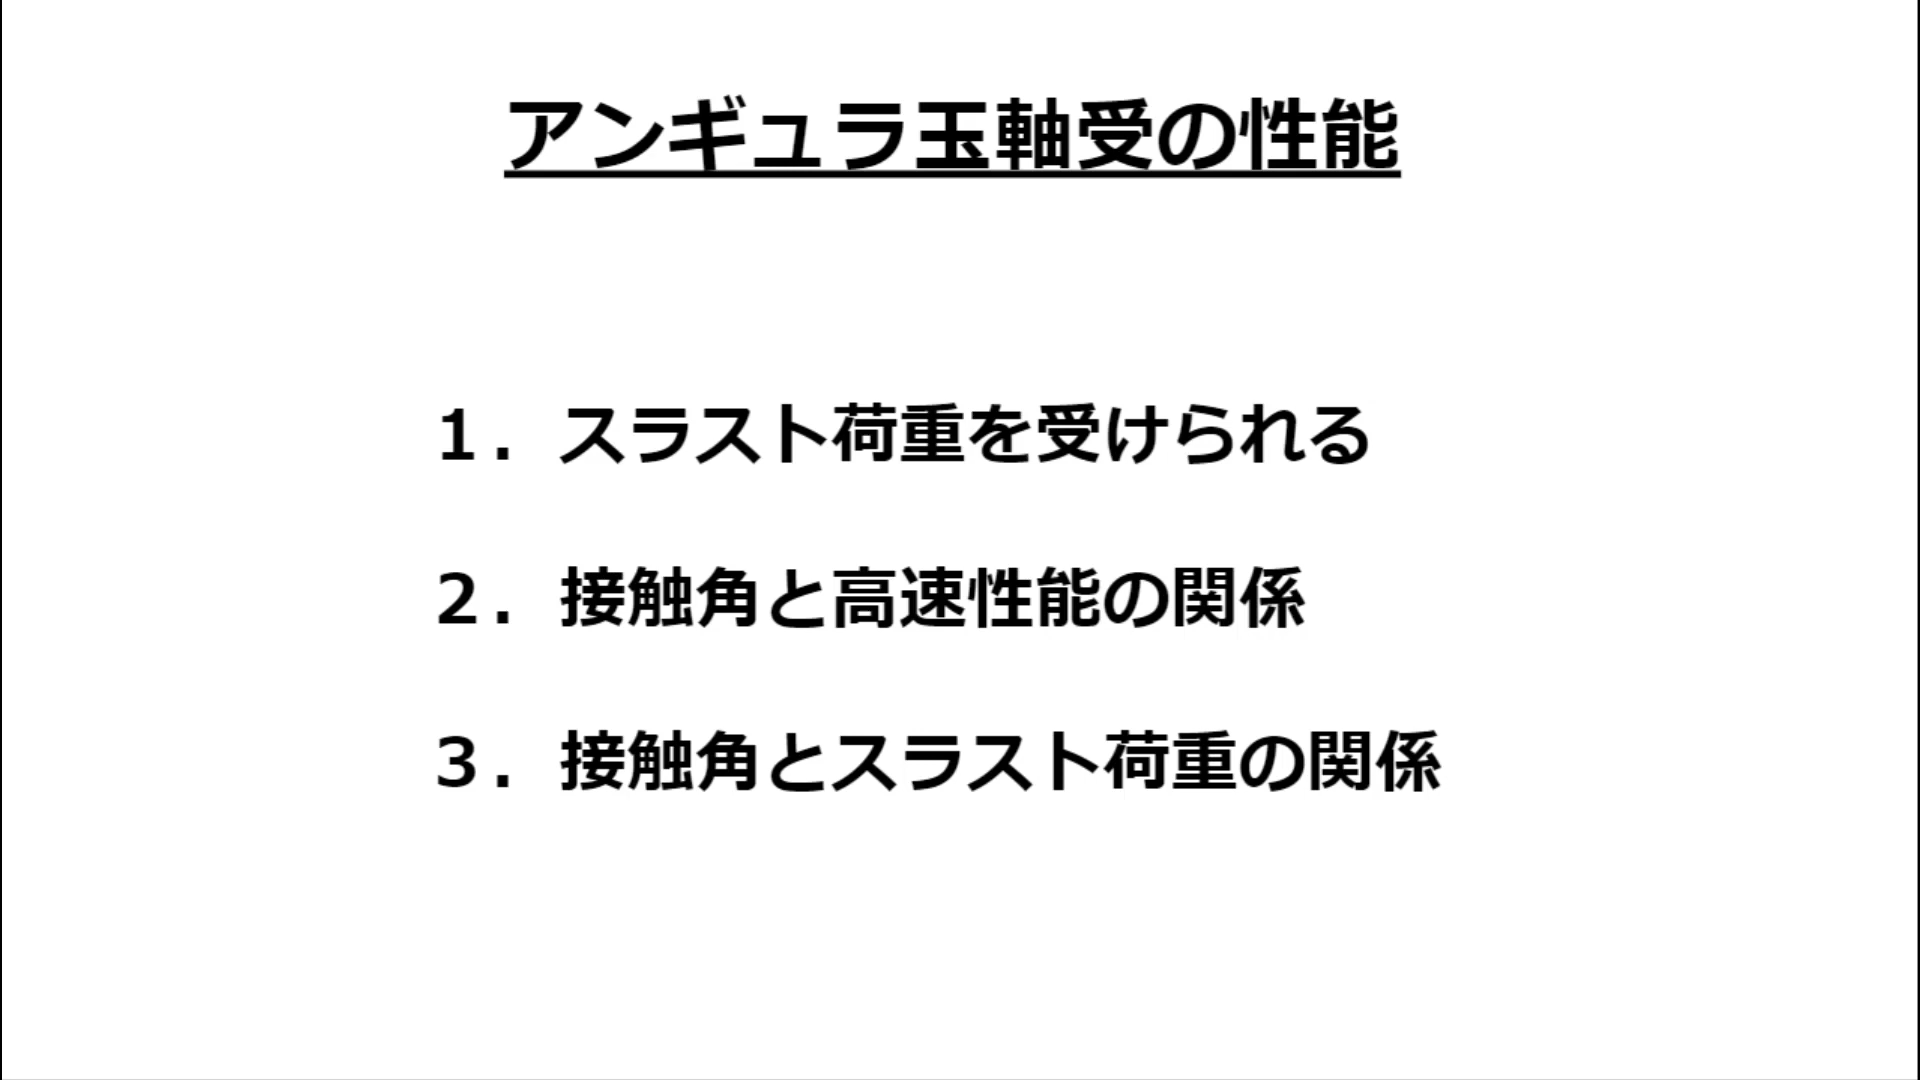 アンギュラ玉軸受の性能
１．スラスト荷重を受けられる
２．接触角と高速性能の関係
３．接触角とスラスト荷重の関係